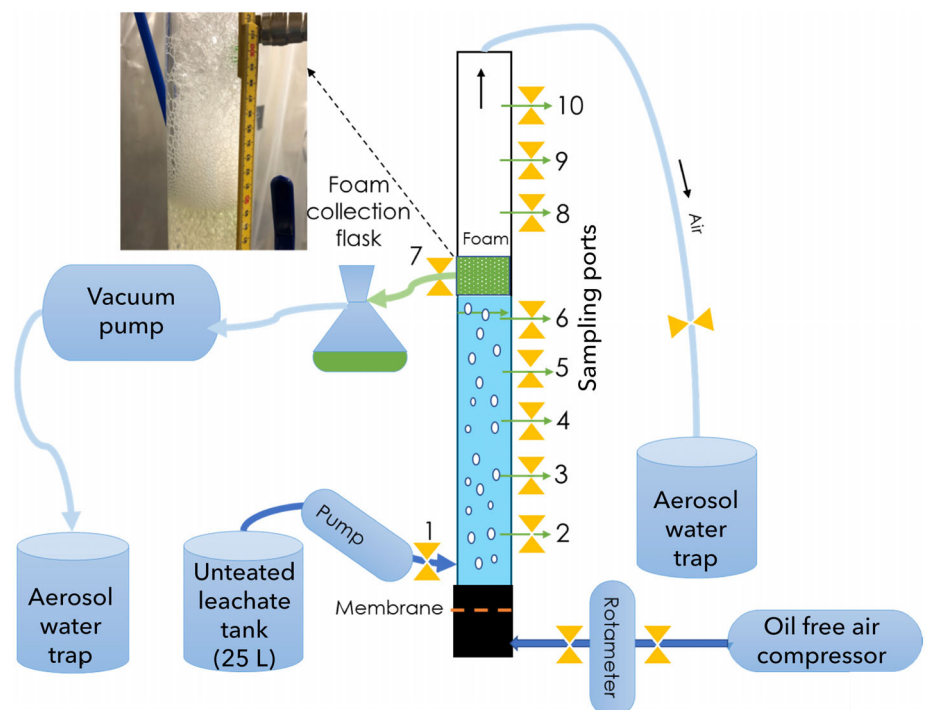 10
9
8
Foam
Sampling ports
Air
Foam
collection
flask
7
Vacuum
pump
6
5
4
3
2
Pump
1
Aerosol
water
trap
Unteated
leachate
tank
(25 L)
Membrane
Aerosol
water
trap
Rotameter
Oil free air
compressor